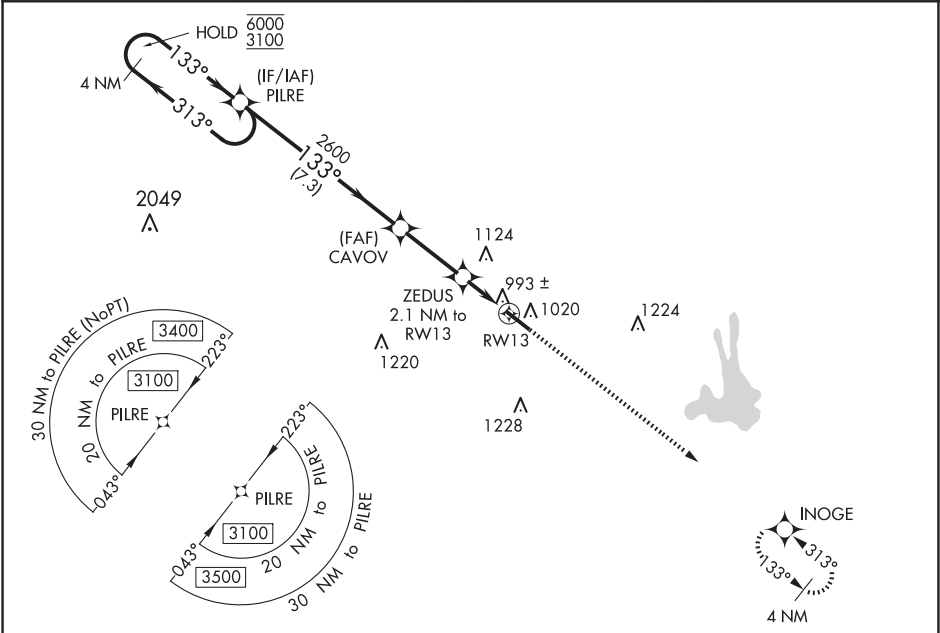 HOLD 6000
3100
133°
4 NM
313°
(IF/IAF)
PILRE
2600
133°
(7.3)
2049
(FAF)
CAVOV
1124
ZEDUS
2.1 NM to
RW13
993 ±
1020
RW13
1224
1220
1228
30 NM to PILRE (NoPT)
3400
223°
20 NM to PILRE
3100
PILRE
043°
223°
PILRE
3100
20 NM to PILRE
043°
3500
30 NM to PILRE
INOGE
313°
133°
4 NM